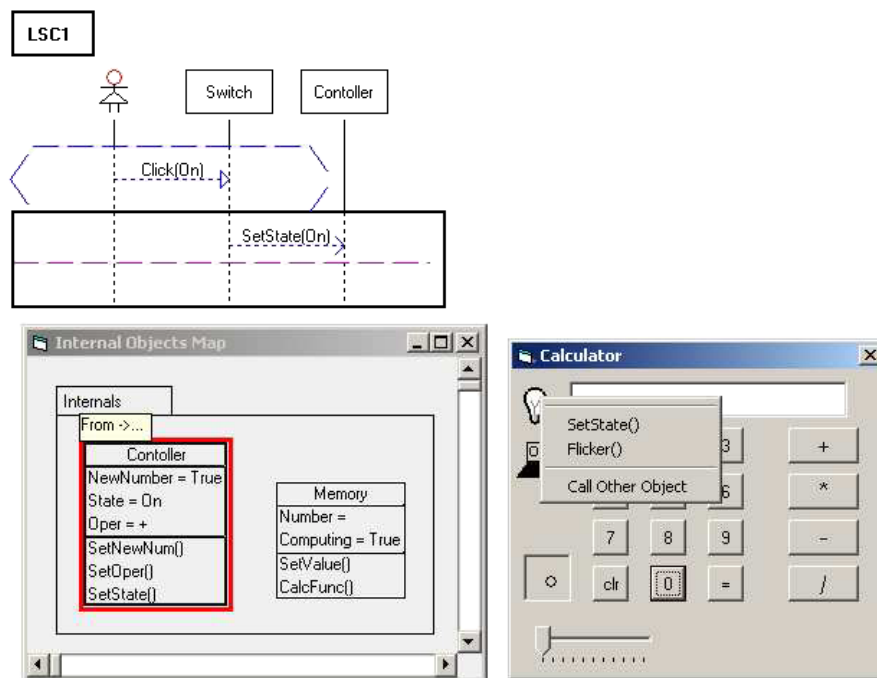 LSC1
Switch
Contoller
Click(On)
SetState(On)
Internal Objects Map
Internals
From ->...
Contoller
NewNumber = True
State = On
Oper = +
SetNewNum()
SetOper()
SetState()
Memory
Number =
Computing = True
SetValue()
CalcFunc()
Calculator
SetState()
Flicker()
Call Other Object
3
+
6
*
7
8
9
-
clr
0
=
/